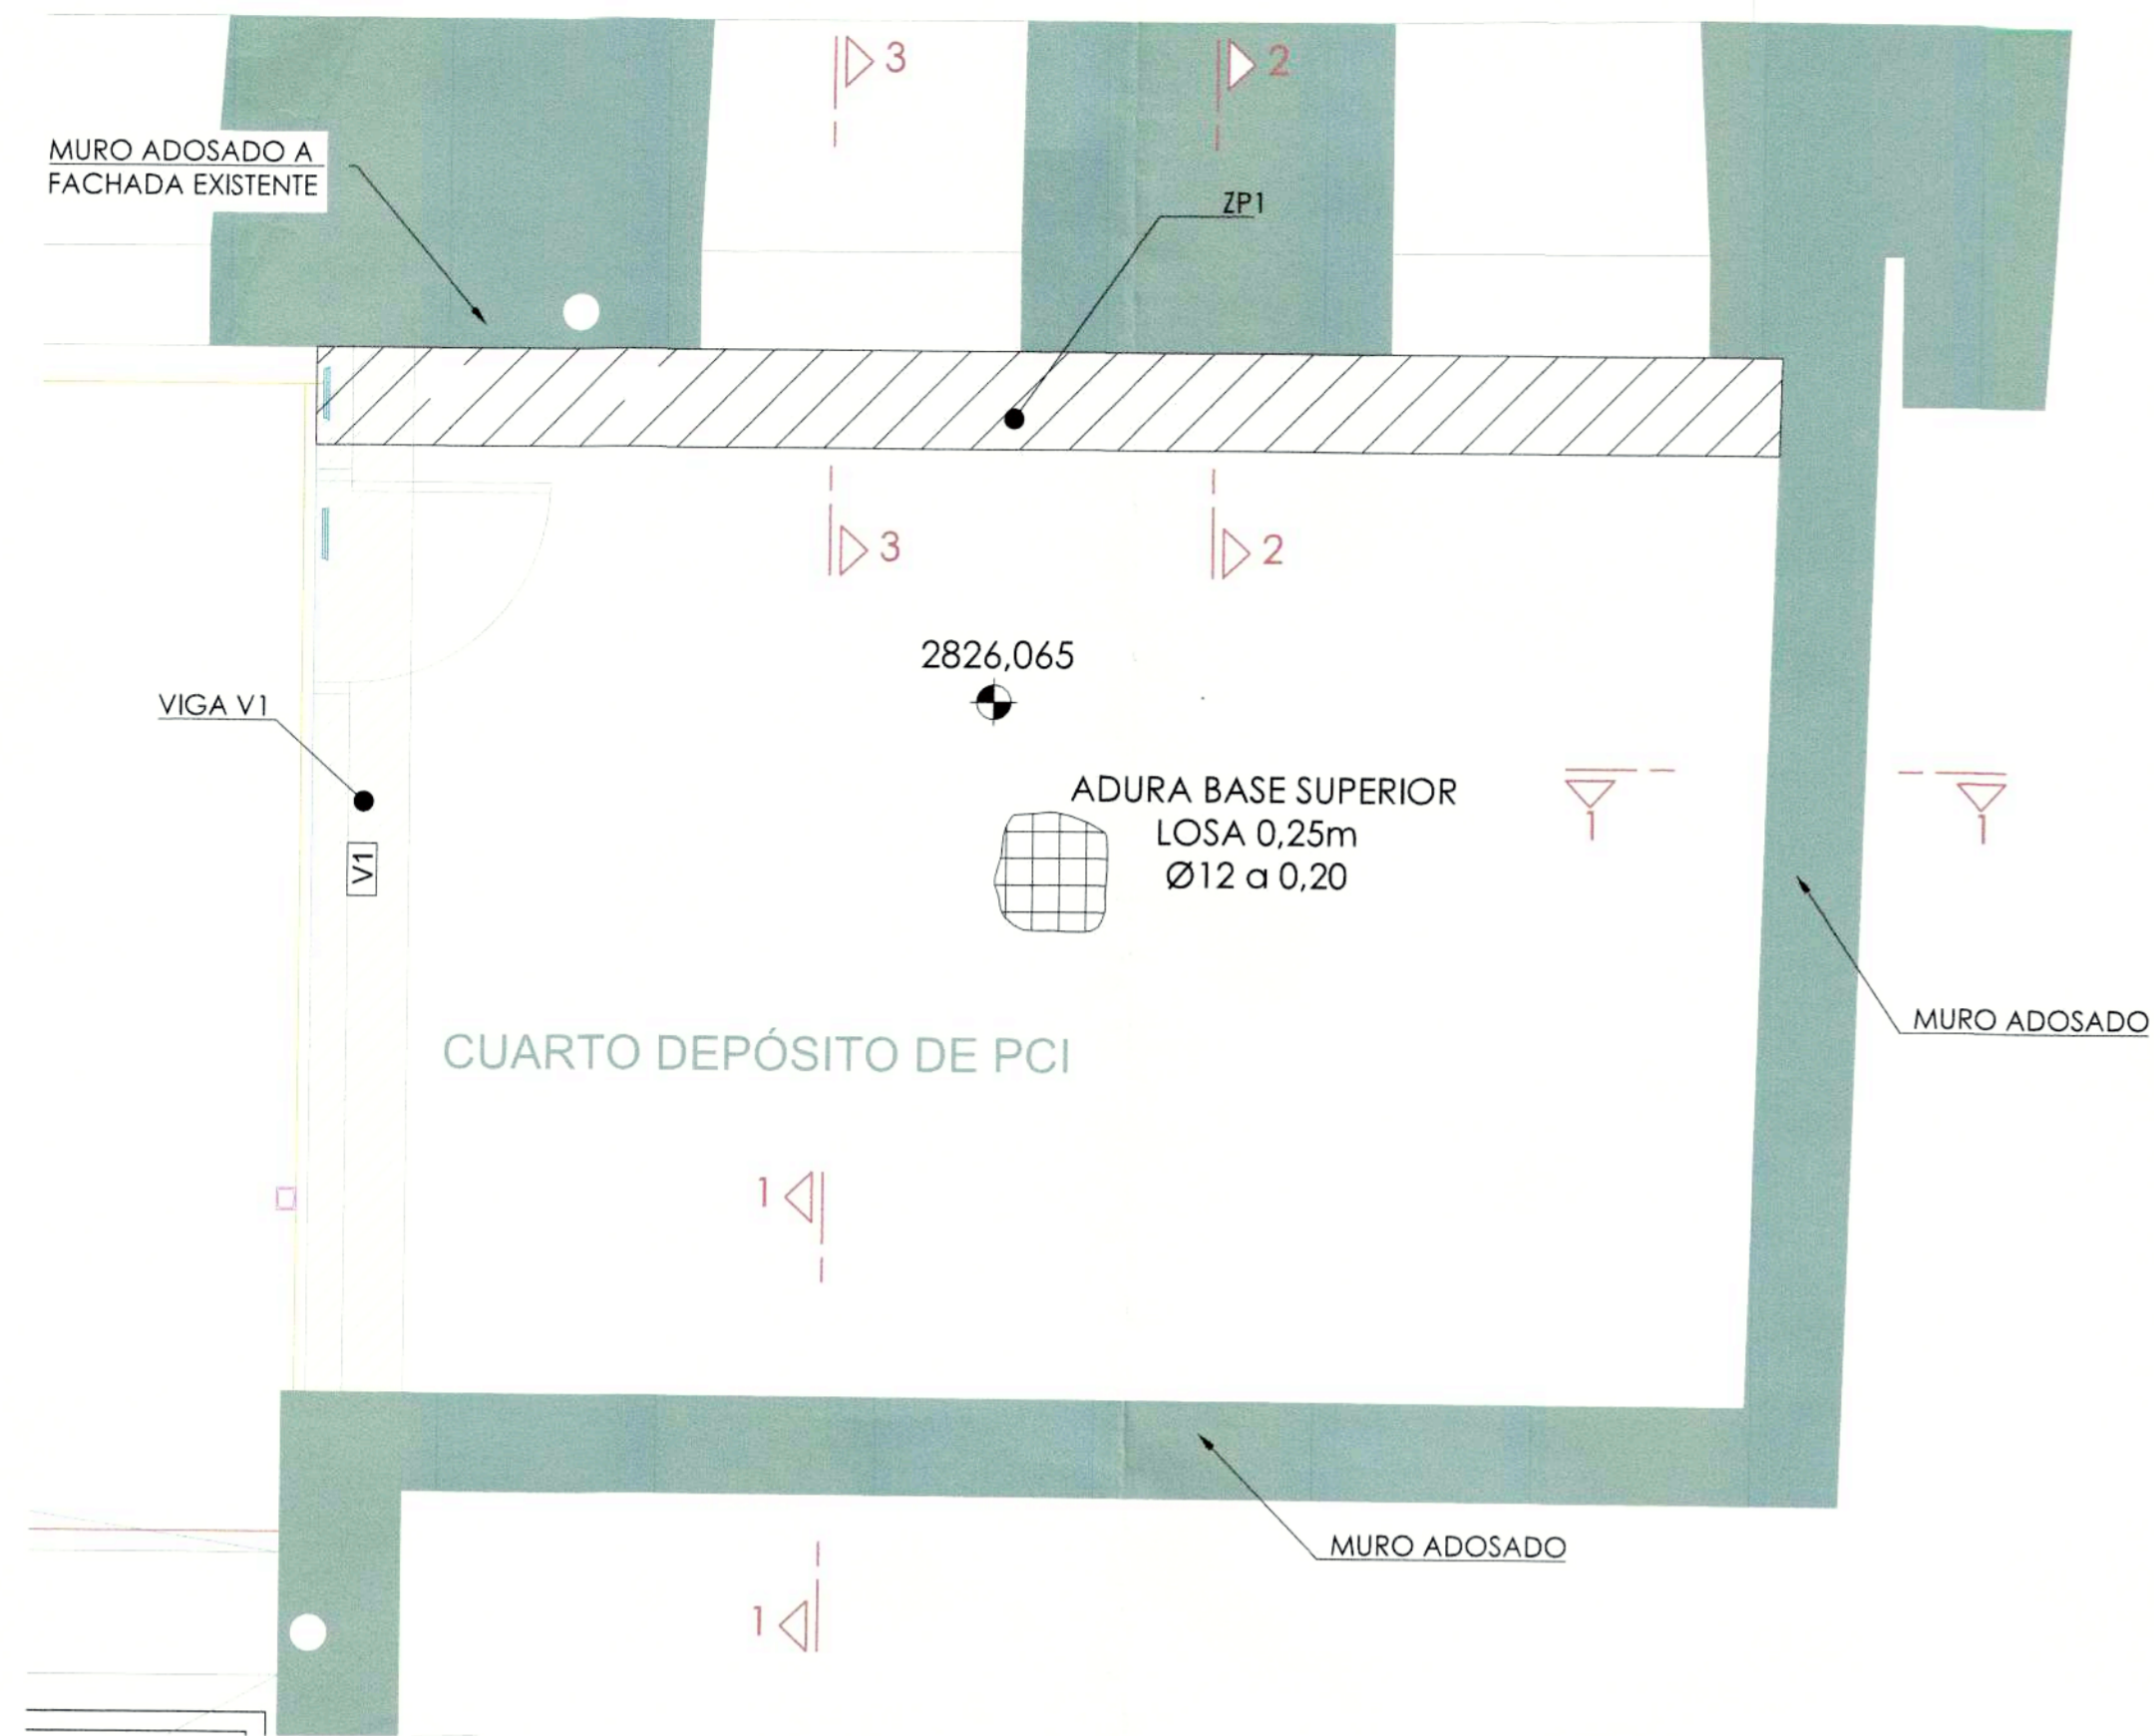 3
2
MURO ADOSADO A
FACHADA EXISTENTE
ZP1
3
2
2826,065
VIGA V1
ADURA BASE SUPERIOR
LOSA 0,25m
Ø12 a 0,20
1
1
V1
MURO ADOSADO
CUARTO DEPÓSITO DE PCI
1
MURO ADOSADO
1